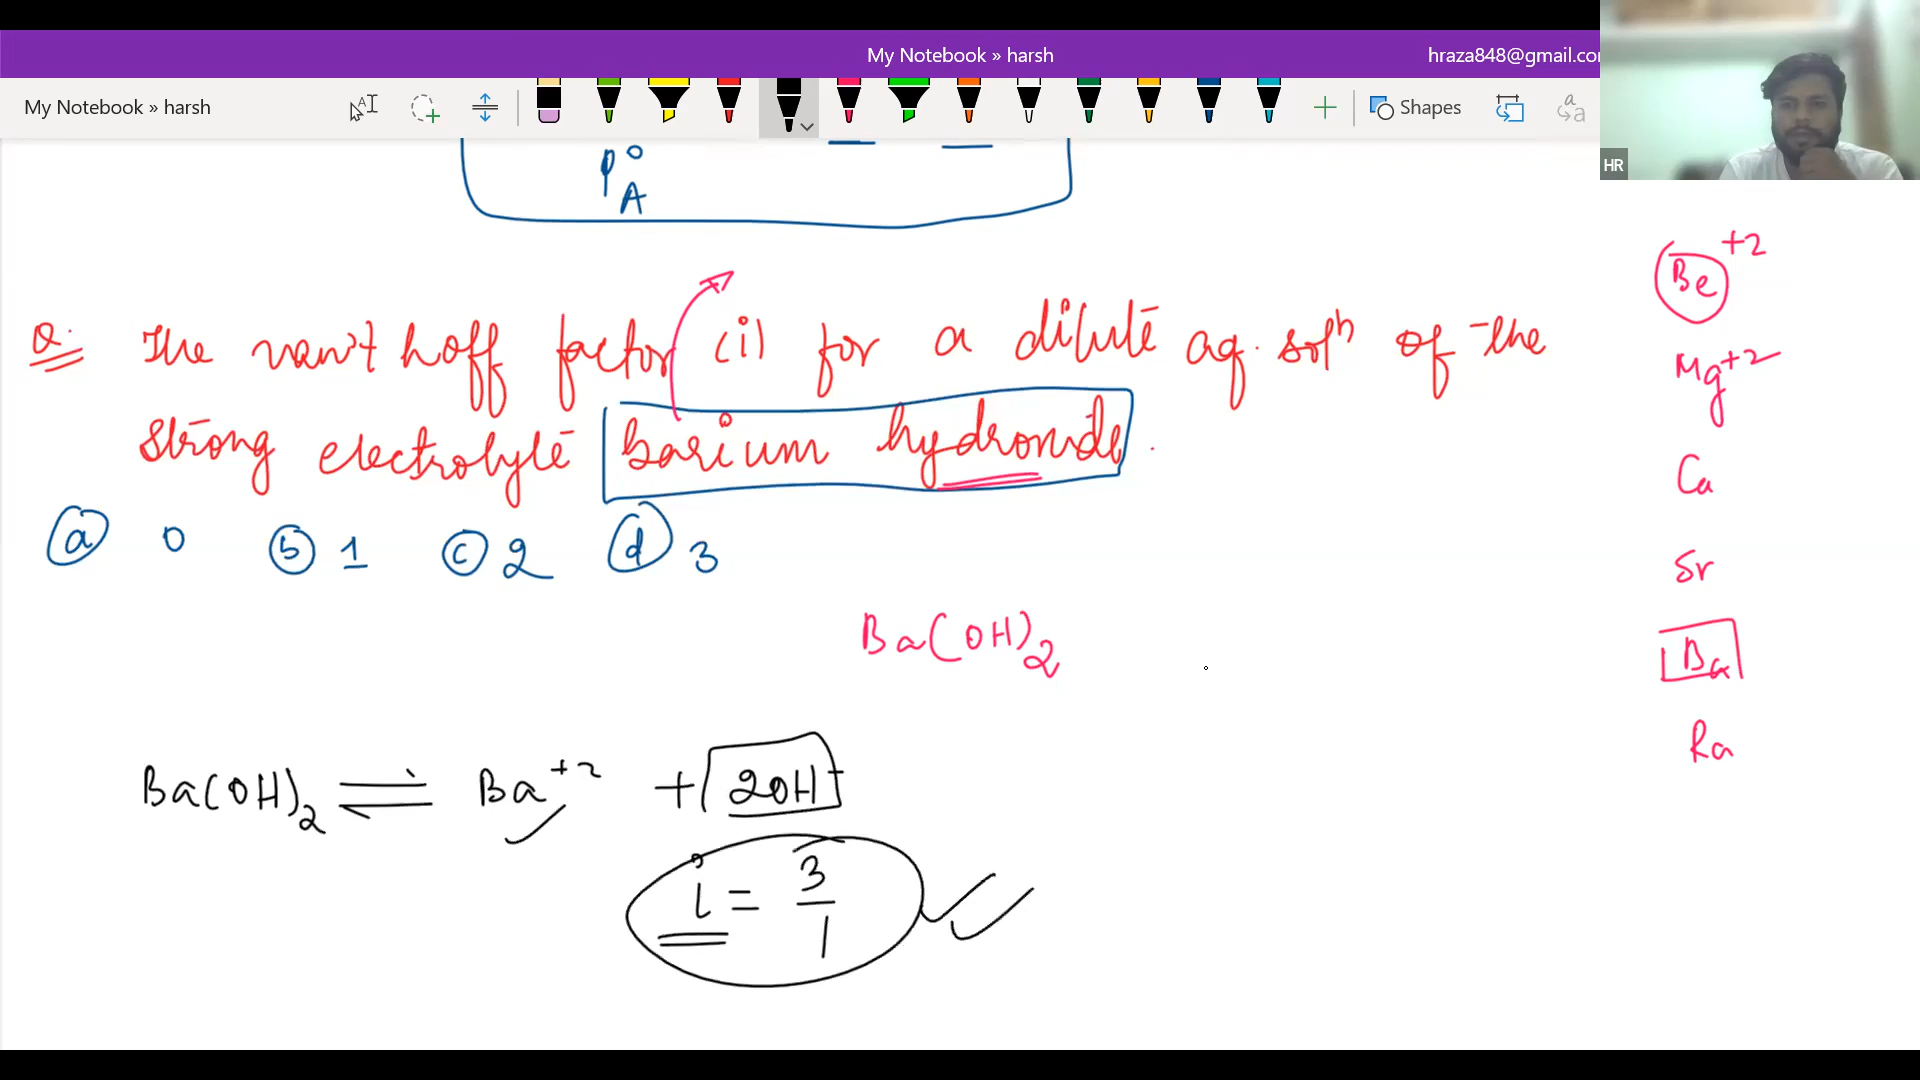 My Notebook » harsh
hraza848@gmail.co
My Notebook » harsh
Shapes
HR
P°A
Q. The van't hoff factor (i) for a dilute aq. solⁿ of the
strong electrolyte barium hydroxide.
(a) 0 (b) 1 (c) 2 (d) 3
Ba(OH)₂
Ba(OH)₂ ⇌ Ba⁺² + 2OH⁻
i = 3/1
Be⁺²
Mg⁺²
Ca
Sr
Ba
Ra